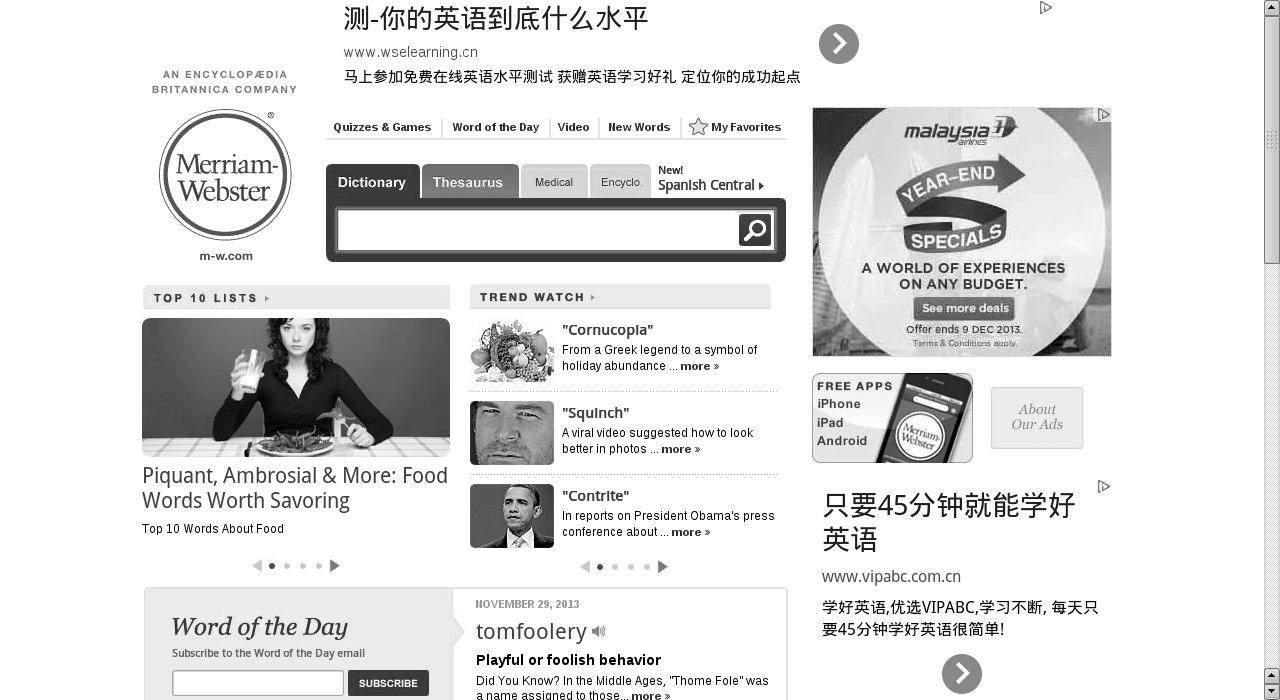 测-你的英语到底什么水平
www.wselearning.cn
马上参加免费在线英语水平测试 获赠英语学习好礼 定位你的成功起点
AN ENCYCLOPÆDIA
BRITANNICA COMPANY
Merriam-
Webster
®
m-w.com
Quizzes & Games
Word of the Day
Video
New Words
My Favorites
Dictionary
Thesaurus
Medical
Encyclo.
New!
Spanish Central
malaysia
airlines
YEAR-END
SPECIALS
A WORLD OF EXPERIENCES
ON ANY BUDGET.
See more deals
Offer ends 9 DEC 2013.
Terms & Conditions apply.
TOP 10 LISTS
Piquant, Ambrosial & More: Food
Words Worth Savoring
Top 10 Words About Food
TREND WATCH
"Cornucopia"
From a Greek legend to a symbol of
holiday abundance ... more »
"Squinch"
A viral video suggested how to look
better in photos ... more »
"Contrite"
In reports on President Obama's press
conference about ... more »
FREE APPS
iPhone
iPad
Android
Merriam-
Webster
About
Our Ads
只要45分钟就能学好
英语
www.vipabc.com.cn
学好英语,优选VIPABC,学习不断, 每天只
要45分钟学好英语很简单!
Word of the Day
Subscribe to the Word of the Day email
SUBSCRIBE
NOVEMBER 29, 2013
tomfoolery
Playful or foolish behavior
Did You Know? In the Middle Ages, "Thome Fole" was
a name assigned to those... more »